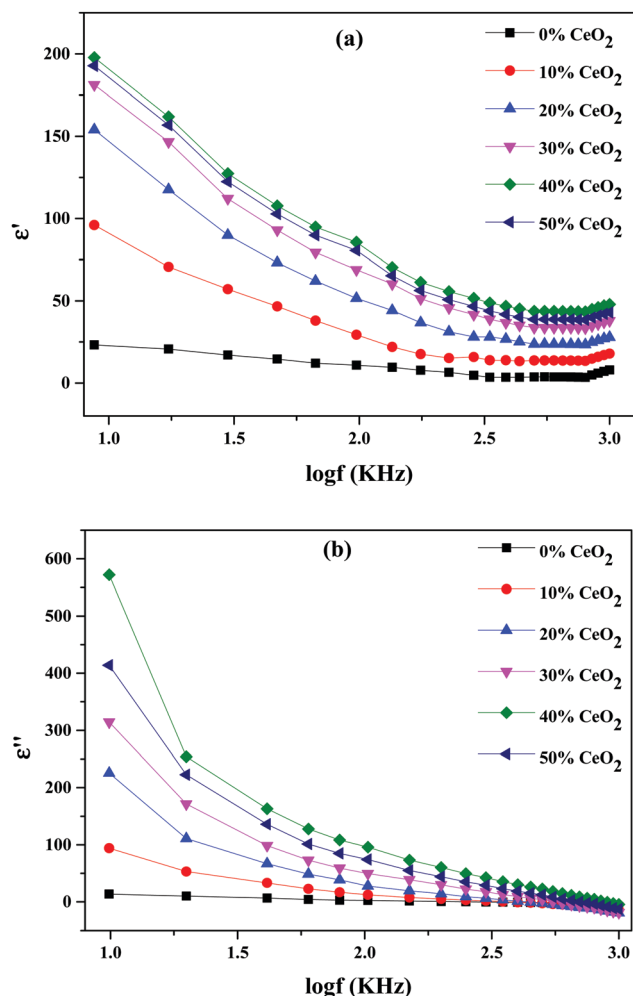 (a)
0% CeO₂
10% CeO₂
20% CeO₂
30% CeO₂
40% CeO₂
50% CeO₂
200
150
100
50
0
ε'
1.0 1.5 2.0 2.5 3.0
logf (KHz)
(b)
0% CeO₂
10% CeO₂
20% CeO₂
30% CeO₂
40% CeO₂
50% CeO₂
600
400
300
200
100
0
ε''
1.0 1.5 2.0 2.5 3.0
logf (KHz)